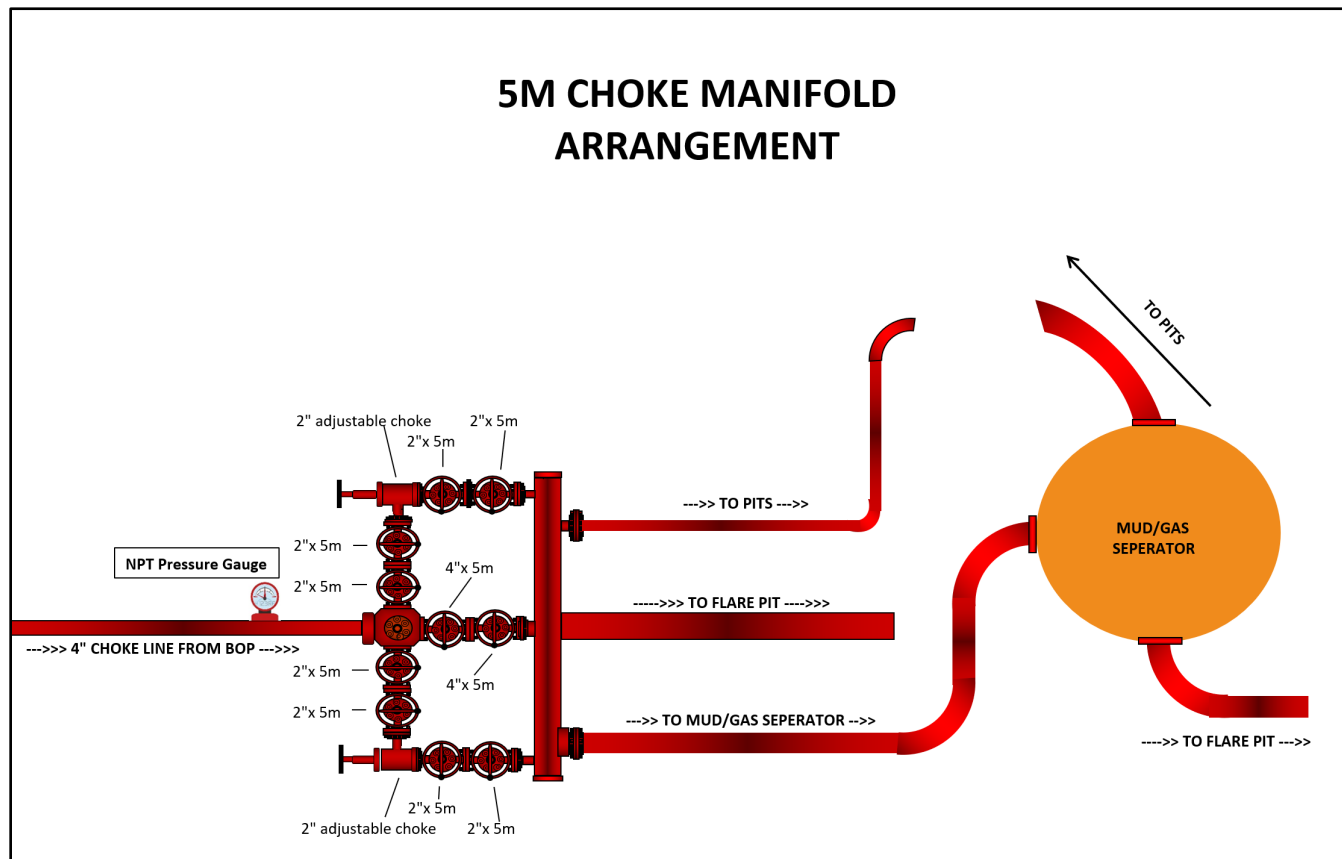 5M CHOKE MANIFOLD
ARRANGEMENT
TO PITS
2" adjustable choke
2"x 5m
2"x 5m
--->> TO PITS --->>
MUD/GAS
SEPERATOR
2"x 5m
4"x 5m
NPT Pressure Gauge
2"x 5m
----->>> TO FLARE PIT ---->>>
--->>> 4" CHOKE LINE FROM BOP --->>>
2"x 5m
4"x 5m
2"x 5m
--->> TO MUD/GAS SEPERATOR -->>
---->> TO FLARE PIT --->>
2"x 5m
2" adjustable choke
2"x 5m